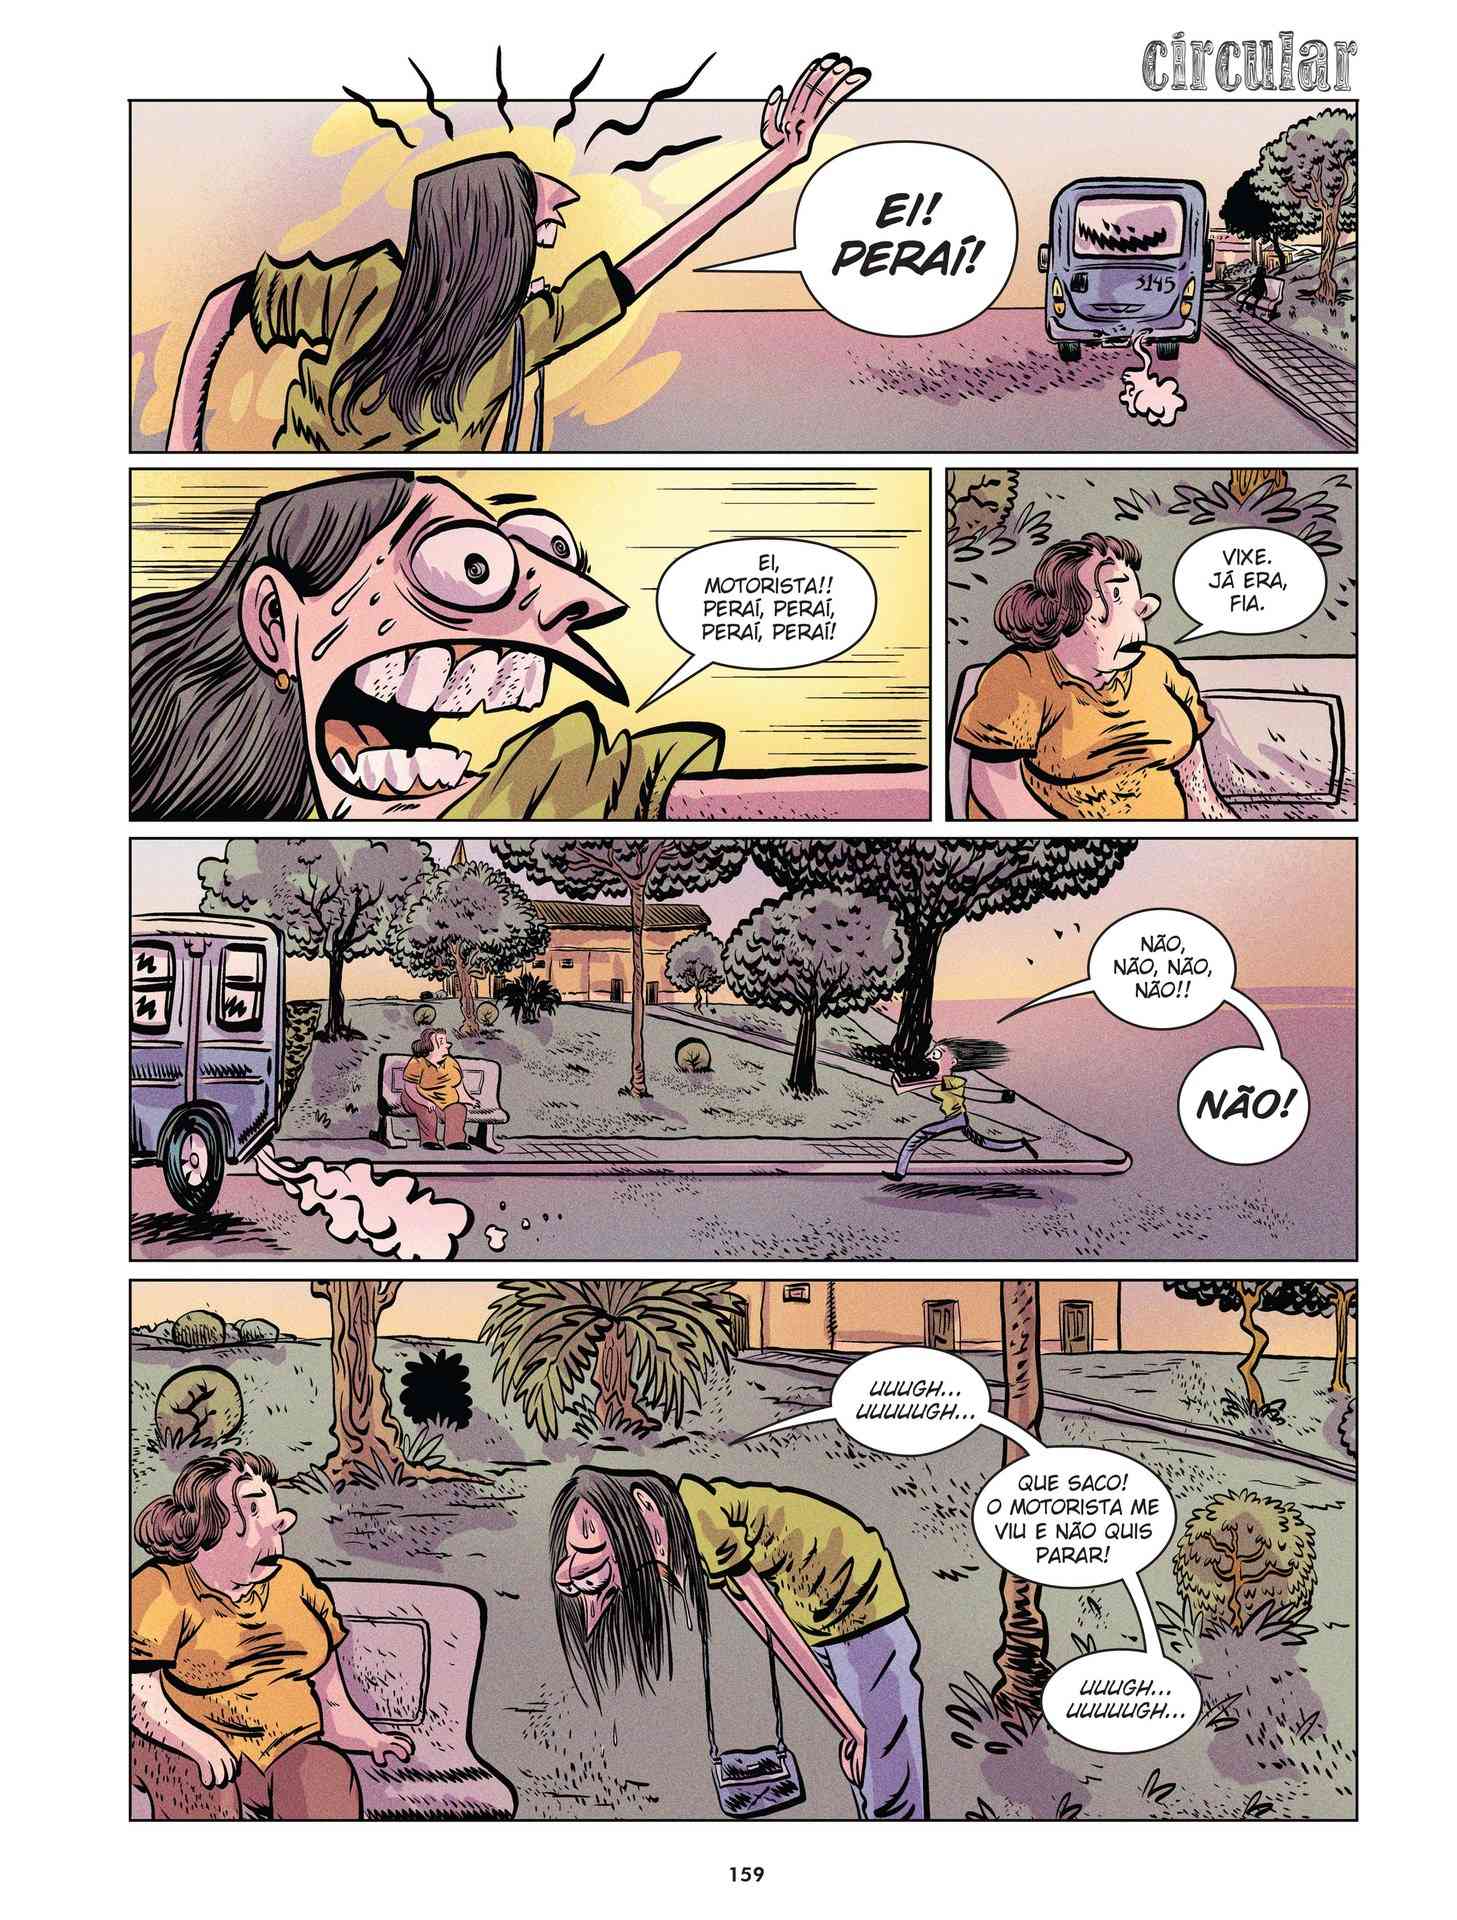 circular
EI!
PERAÍ!
3145
EI,
MOTORISTA!!
PERAÍ, PERAÍ,
PERAÍ, PERAÍ!
VIXE.
JÁ ERA,
FIA.
NÃO,
NÃO, NÃO,
NÃO!!
NÃO!
UUUGH...
UUUUUGH...
QUE SACO!
O MOTORISTA ME
VIU E NÃO QUIS
PARAR!
UUUGH...
UUUUUGH...
159